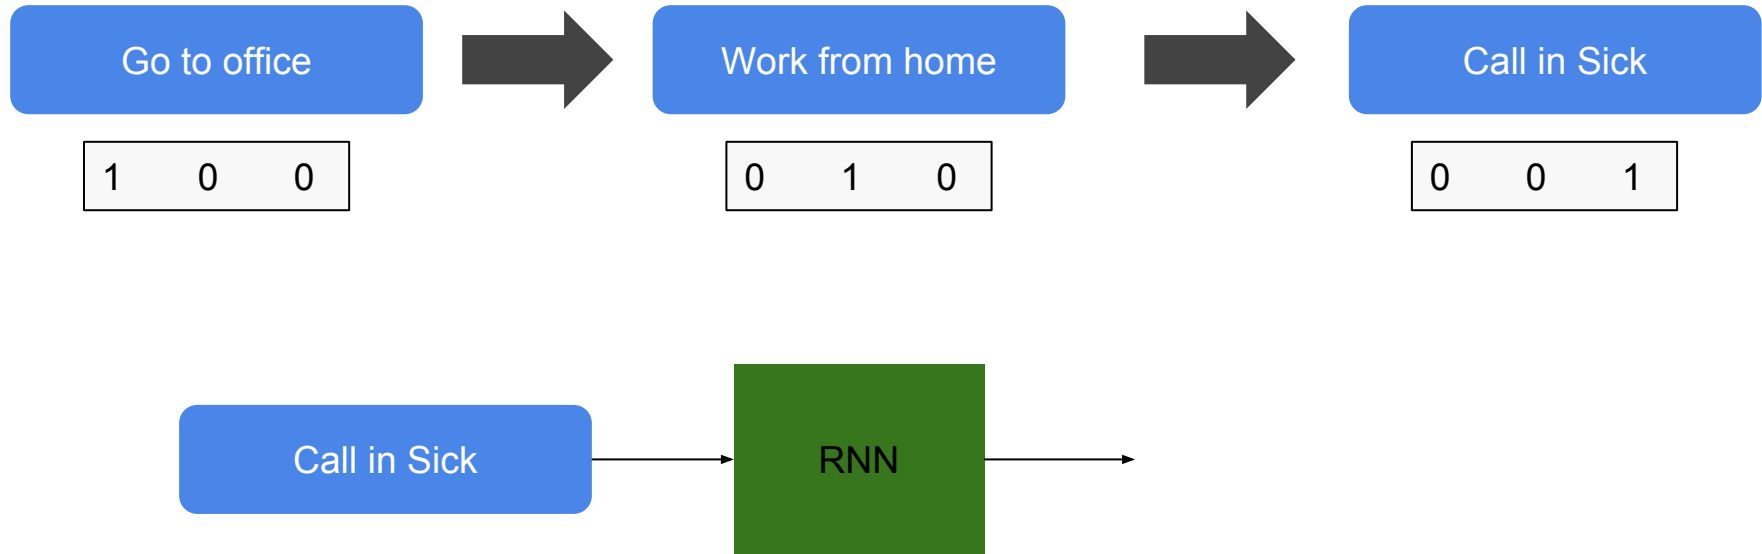 Go to office
Work from home
Call in Sick
1 0 0
0 1 0
0 0 1
Call in Sick
RNN